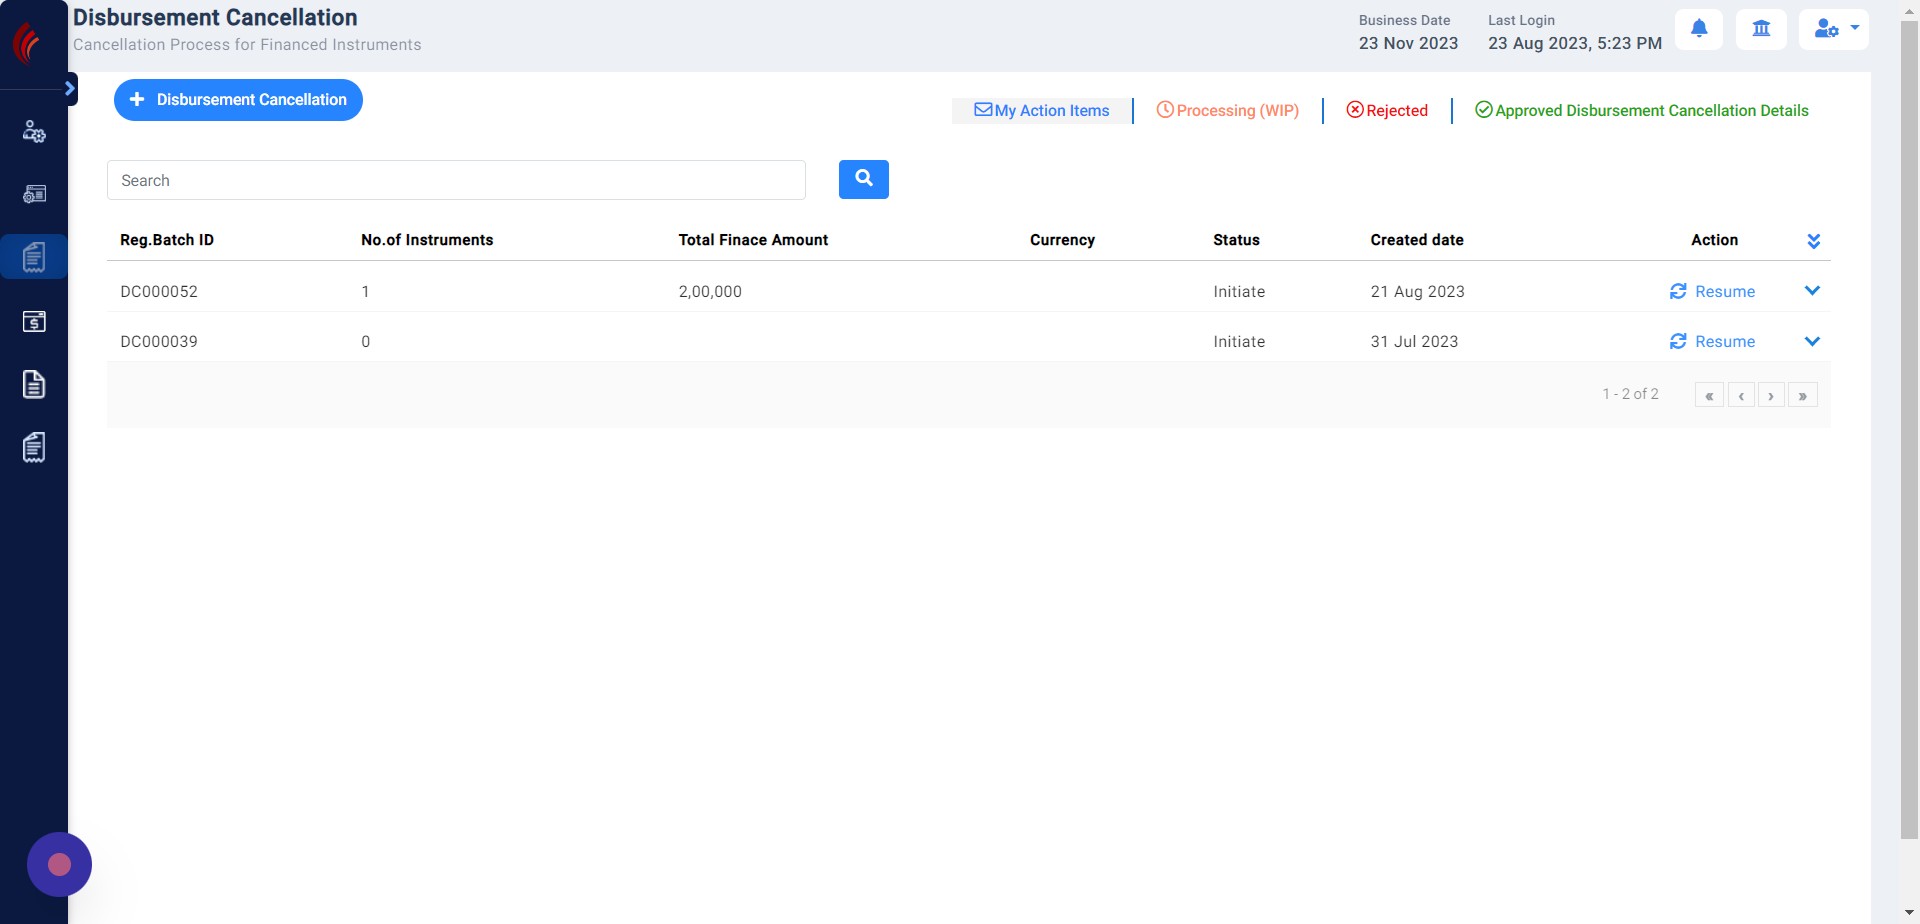 Disbursement Cancellation
Cancellation Process for Financed Instruments
Business Date
23 Nov 2023
Last Login
23 Aug 2023, 5:23 PM
+ Disbursement Cancellation
My Action Items
Processing (WIP)
Rejected
Approved Disbursement Cancellation Details
Search
Reg.Batch ID No.of Instruments Total Finace Amount Currency Status Created date Action
DC000052 1 2,00,000 Initiate 21 Aug 2023 Resume
DC000039 0 Initiate 31 Jul 2023 Resume
1 - 2 of 2 « ‹ › »